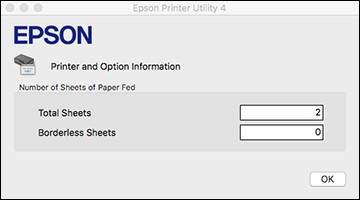 Epson Printer Utility 4
EPSON
Printer and Option Information
Number of Sheets of Paper Fed
Total Sheets 2
Borderless Sheets 0
OK